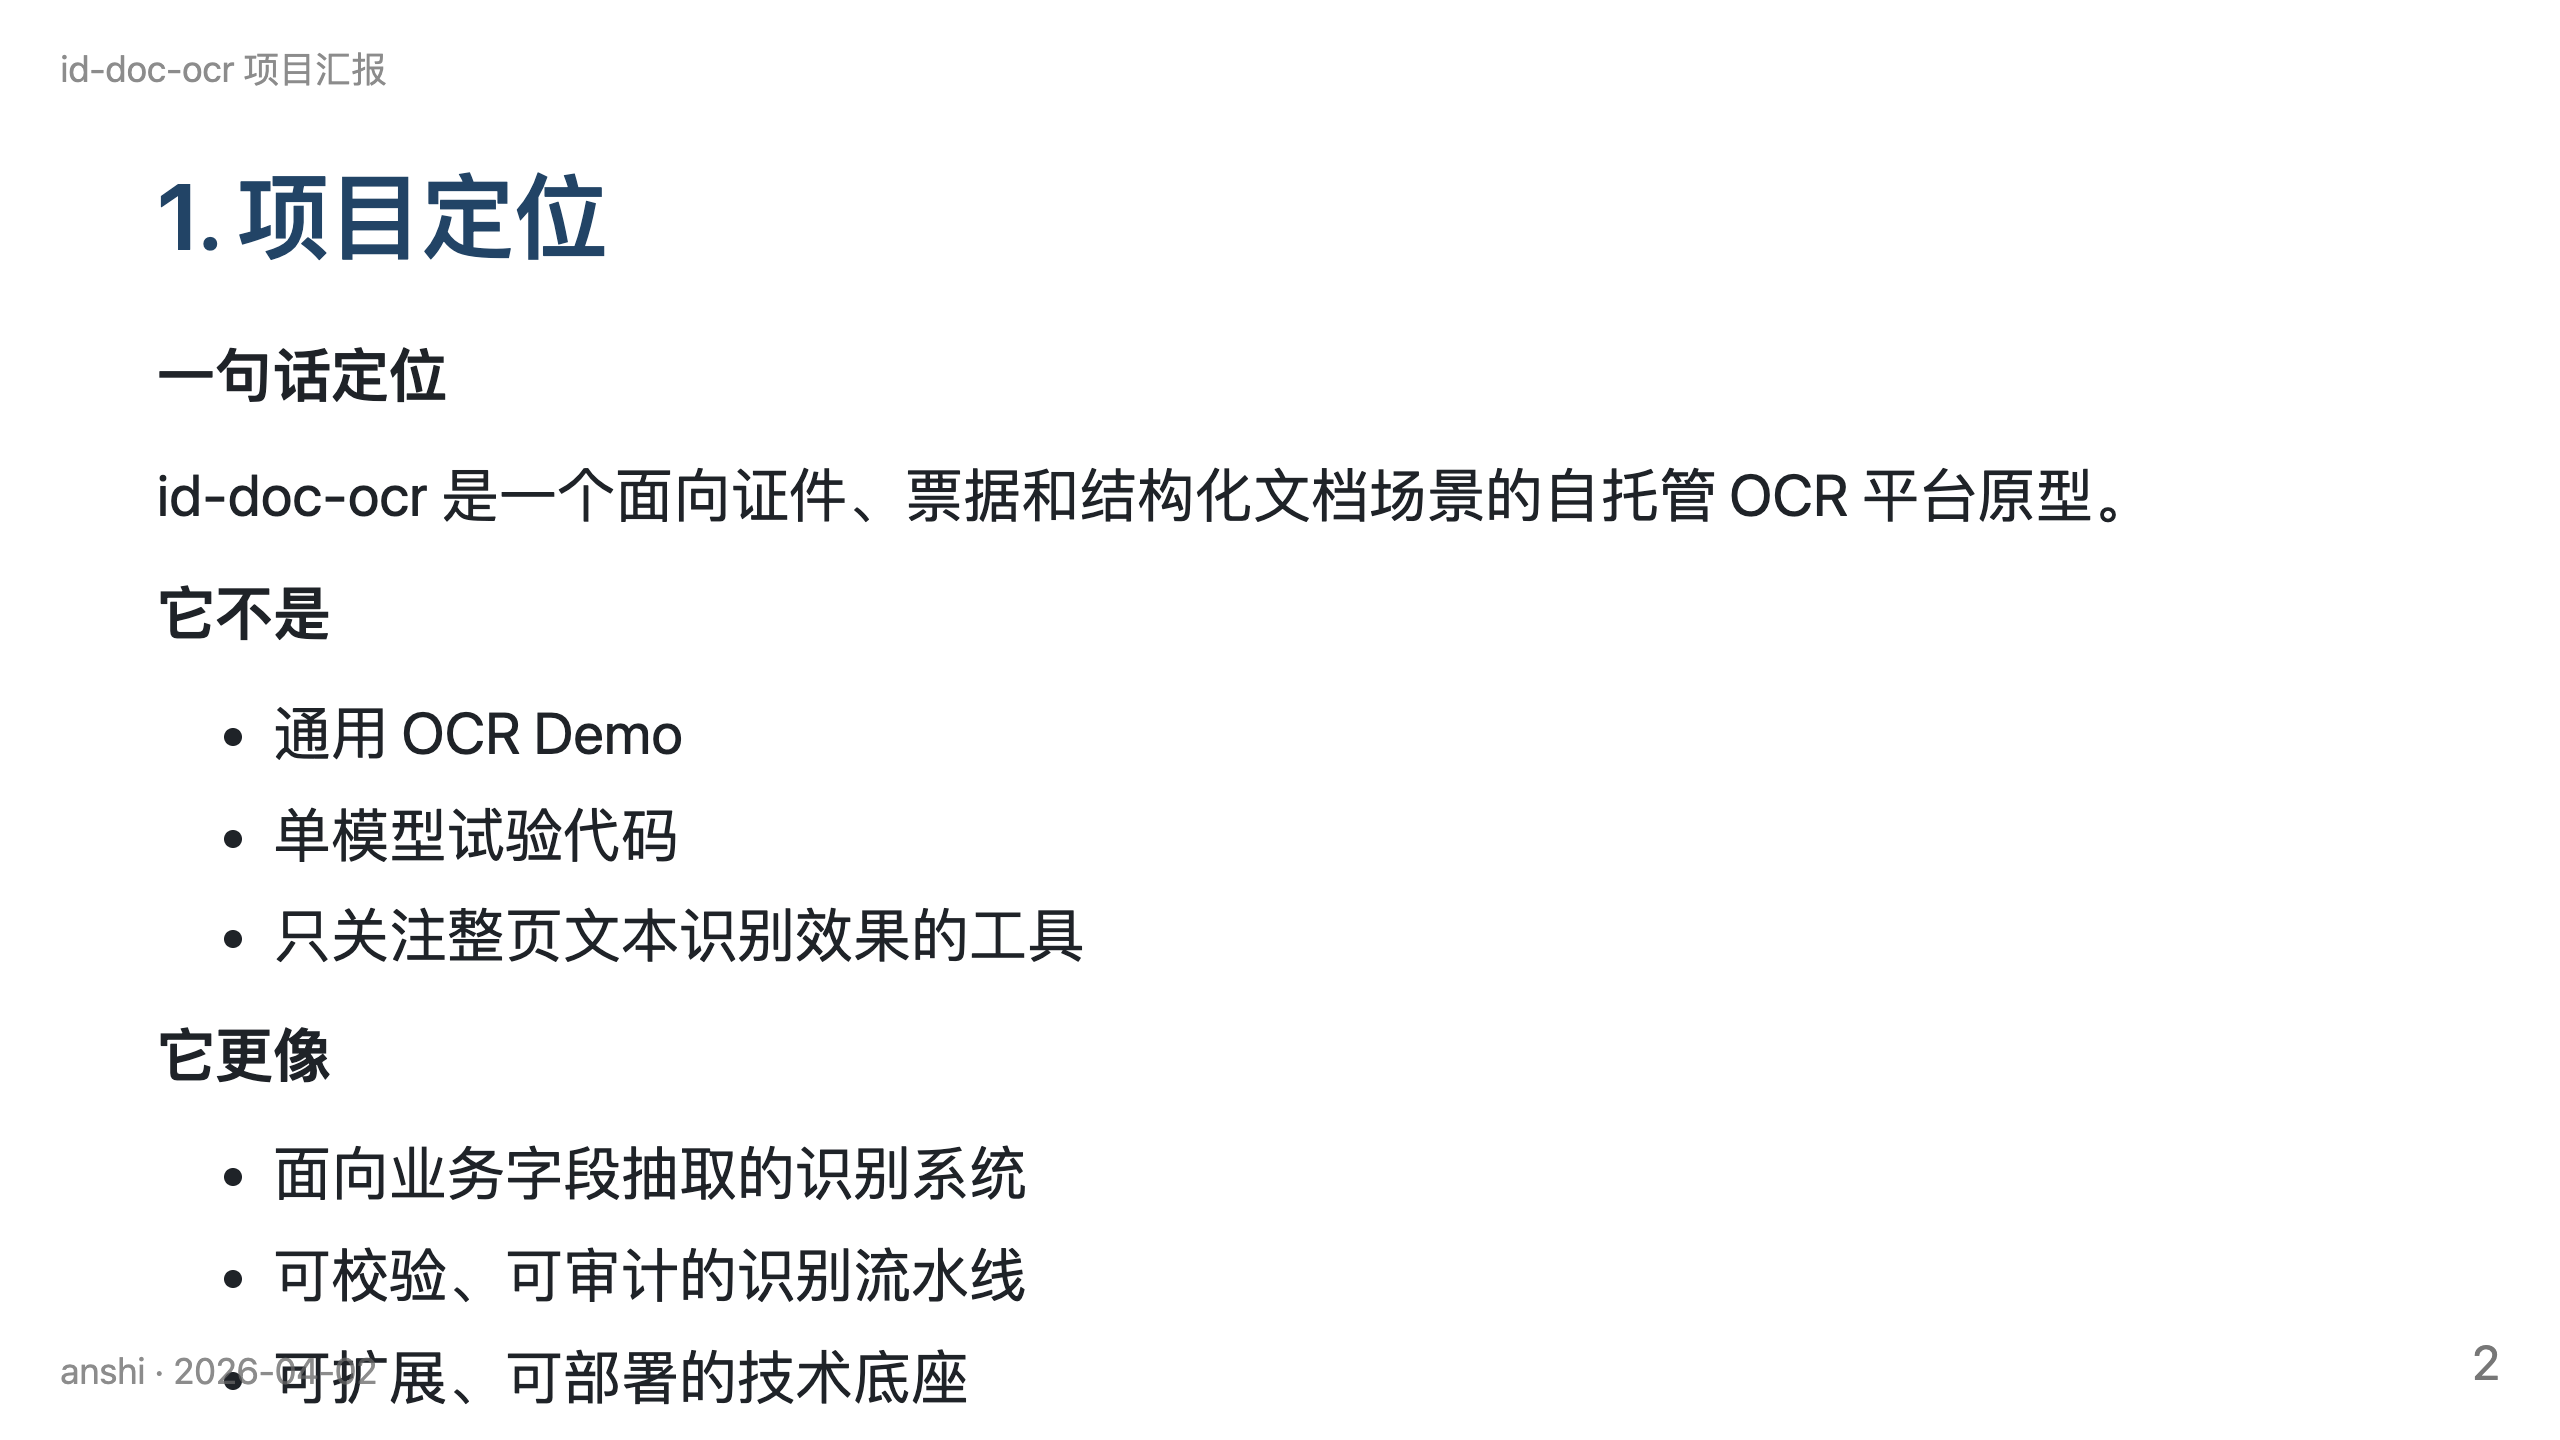 id-doc-ocr 项目汇报
1. 项目定位
一句话定位
id-doc-ocr 是一个面向证件、票据和结构化文档场景的自托管 OCR 平台原型。
它不是
• 通用 OCR Demo
• 单模型试验代码
• 只关注整页文本识别效果的工具
它更像
• 面向业务字段抽取的识别系统
• 可校验、可审计的识别流水线
• 可扩展、可部署的技术底座
anshi · 2026-04-02
2